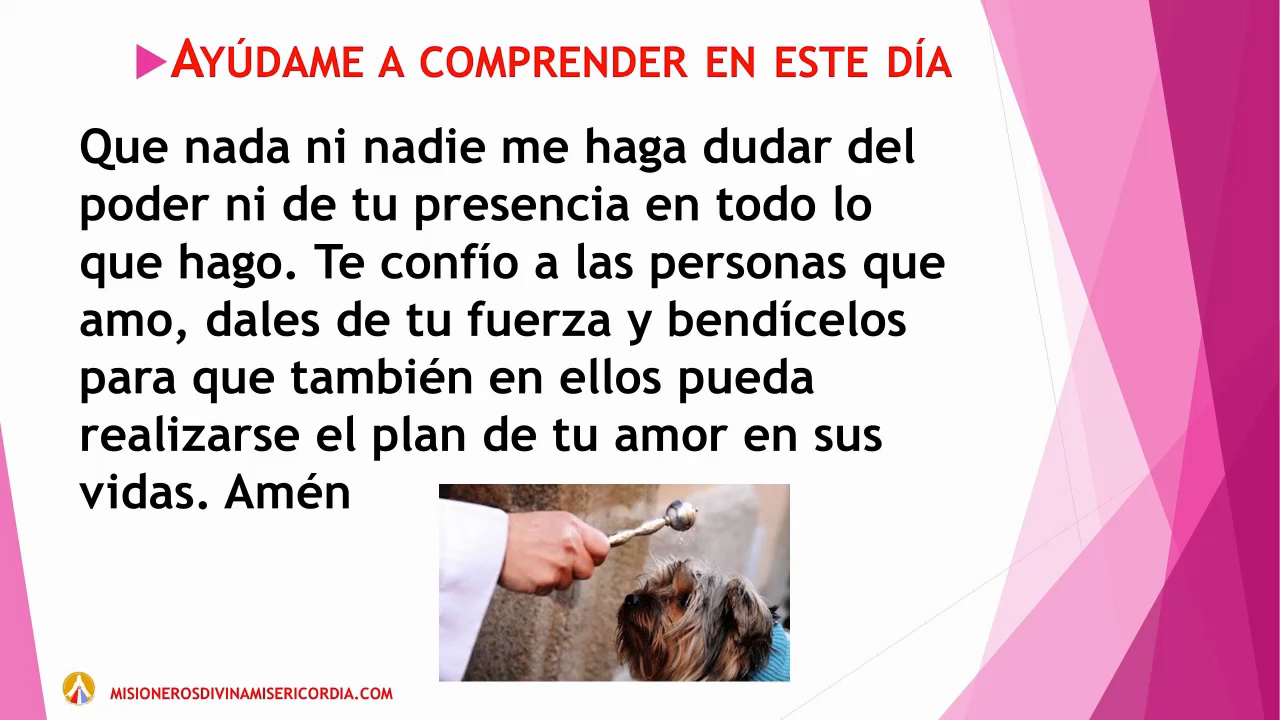 AYÚDAME A COMPRENDER EN ESTE DÍA
Que nada ni nadie me haga dudar del
poder ni de tu presencia en todo lo
que hago. Te confío a las personas que
amo, dales de tu fuerza y bendícelos
para que también en ellos pueda
realizarse el plan de tu amor en sus
vidas. Amén
MISIONEROSDIVINAMISERICORDIA.COM